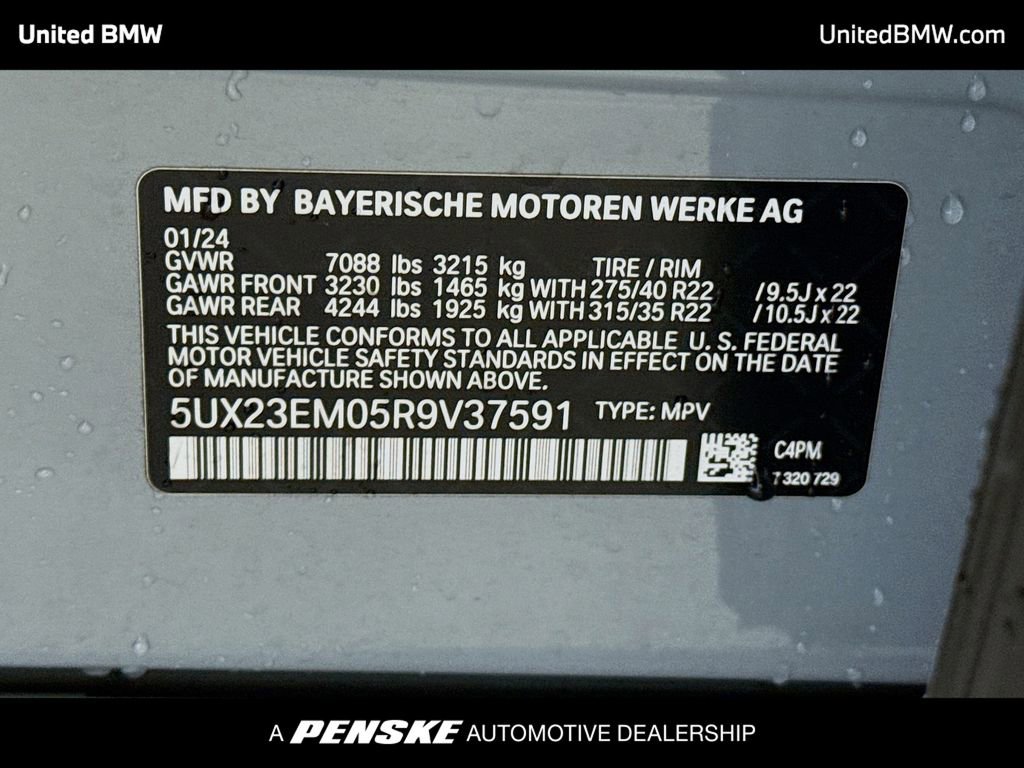 United BMW
UnitedBMW.com
MFD BY BAYERISCHE MOTOREN WERKE AG
01/24
GVWR 7088 lbs 3215 kg TIRE / RIM
GAWR FRONT 3230 lbs 1465 kg WITH 275/40 R22 /9.5J x 22
GAWR REAR 4244 lbs 1925 kg WITH 315/35 R22 /10.5J x 22
THIS VEHICLE CONFORMS TO ALL APPLICABLE U. S. FEDERAL
MOTOR VEHICLE SAFETY STANDARDS IN EFFECT ON THE DATE
OF MANUFACTURE SHOWN ABOVE.
5UX23EM05R9V37591 TYPE: MPV
C4PM
7 320 729
A PENSKE AUTOMOTIVE DEALERSHIP